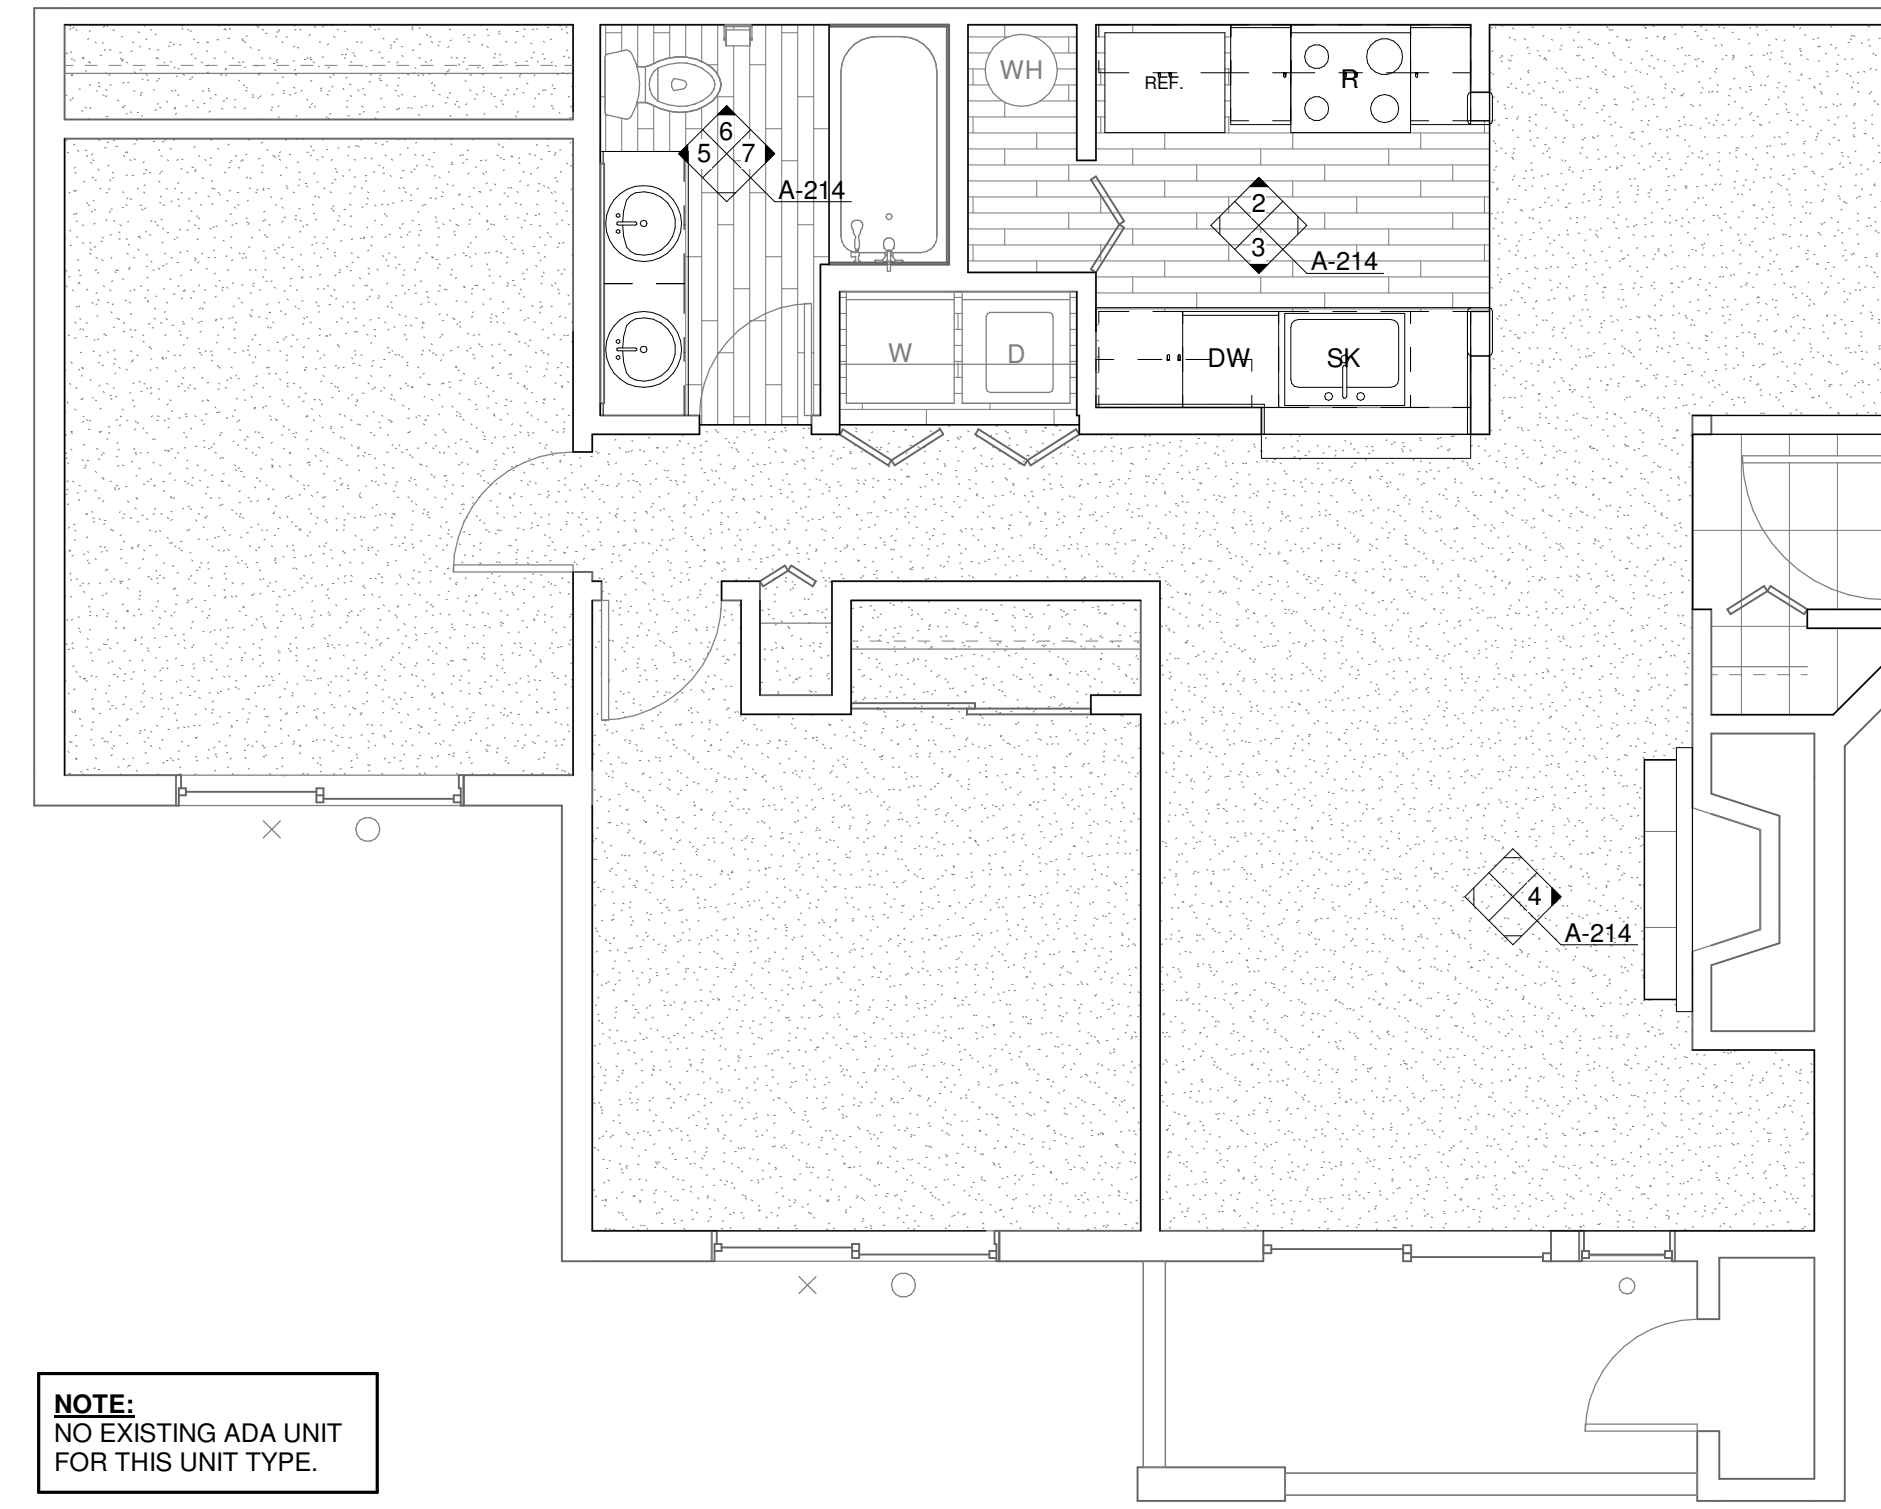 WH
REF.
R
6
5 7
A-214
2
3
A-214
W
D
DW
SK
4
A-214
NOTE:
NO EXISTING ADA UNIT
FOR THIS UNIT TYPE.